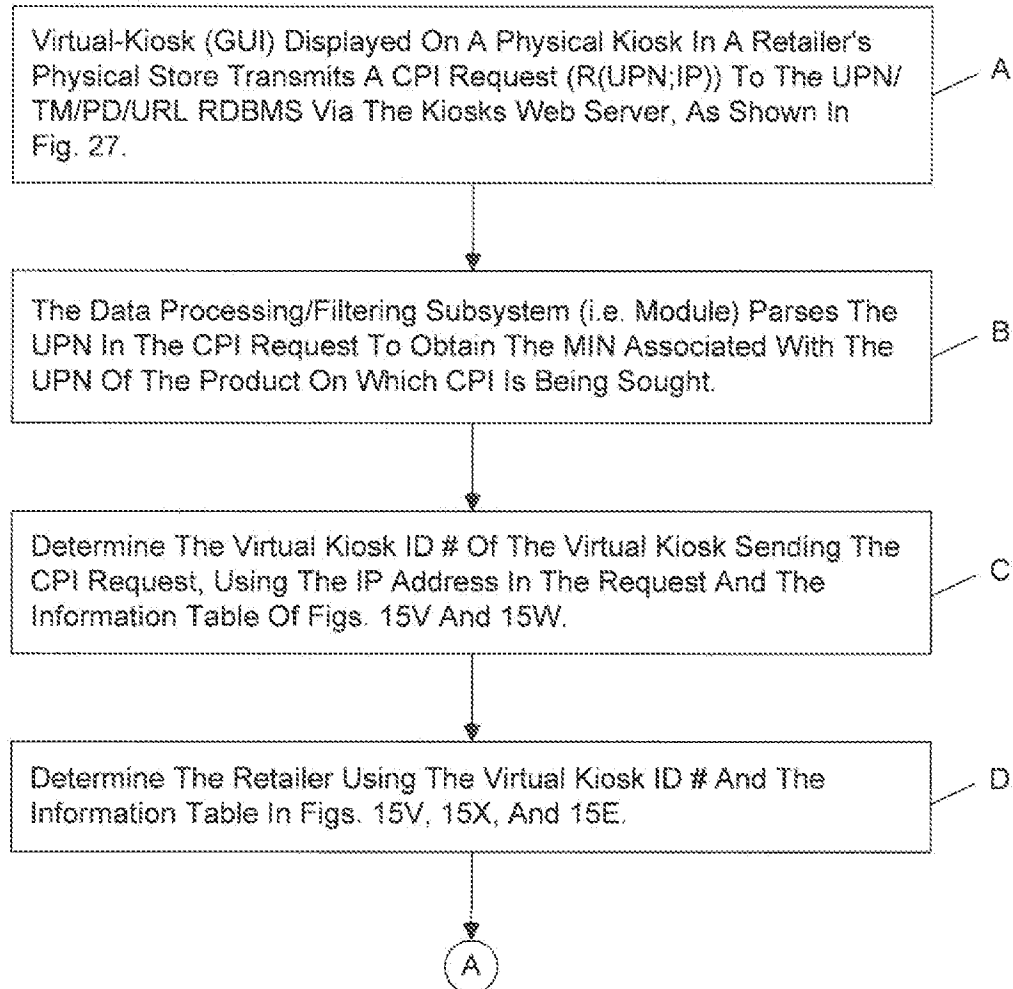 Virtual-Kiosk (GUI) Displayed On A Physical Kiosk In A Retailer's
Physical Store Transmits A CPI Request (R(UPN;IP)) To The UPN/
TM/PD/URL RDBMS Via The Kiosks Web Server, As Shown In
Fig. 27.
A
The Data Processing/Filtering Subsystem (i.e. Module) Parses The
UPN In The CPI Request To Obtain The MIN Associated With The
UPN Of The Product On Which CPI Is Being Sought.
B
Determine The Virtual Kiosk ID # Of The Virtual Kiosk Sending The
CPI Request, Using The IP Address In The Request And The
Information Table Of Figs. 15V And 15W.
C
Determine The Retailer Using The Virtual Kiosk ID # And The
Information Table In Figs. 15V, 15X, And 15E.
D
A